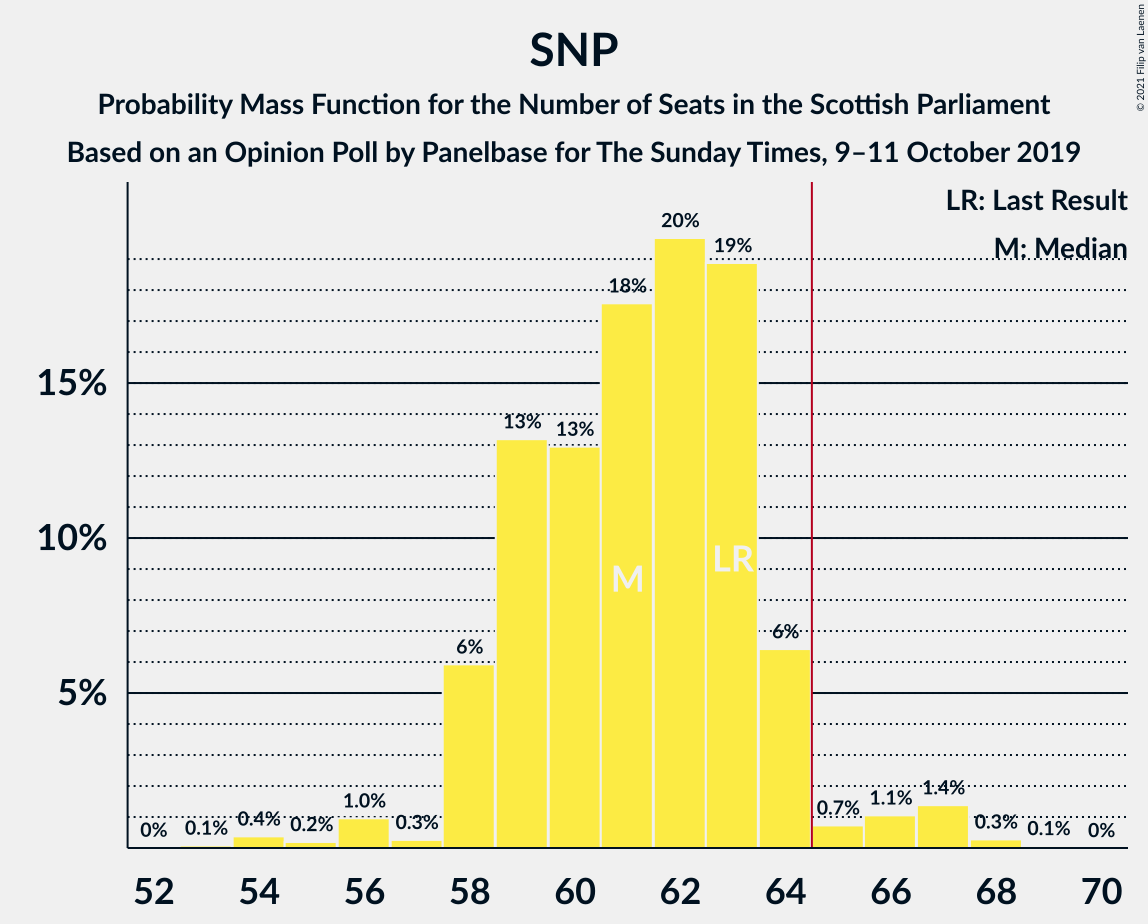 SNP
Probability Mass Function for the Number of Seats in the Scottish Parliament
Based on an Opinion Poll by Panelbase for The Sunday Times, 9–11 October 2019
© 2021 Filip van Laenen
LR: Last Result
M: Median
15%
10%
5%
0%
0.1%
0.4%
0.2%
1.0%
0.3%
6%
13%
13%
18%
20%
19%
6%
0.7%
1.1%
1.4%
0.3%
0.1%
0%
M
LR
52 54 56 58 60 62 64 66 68 70